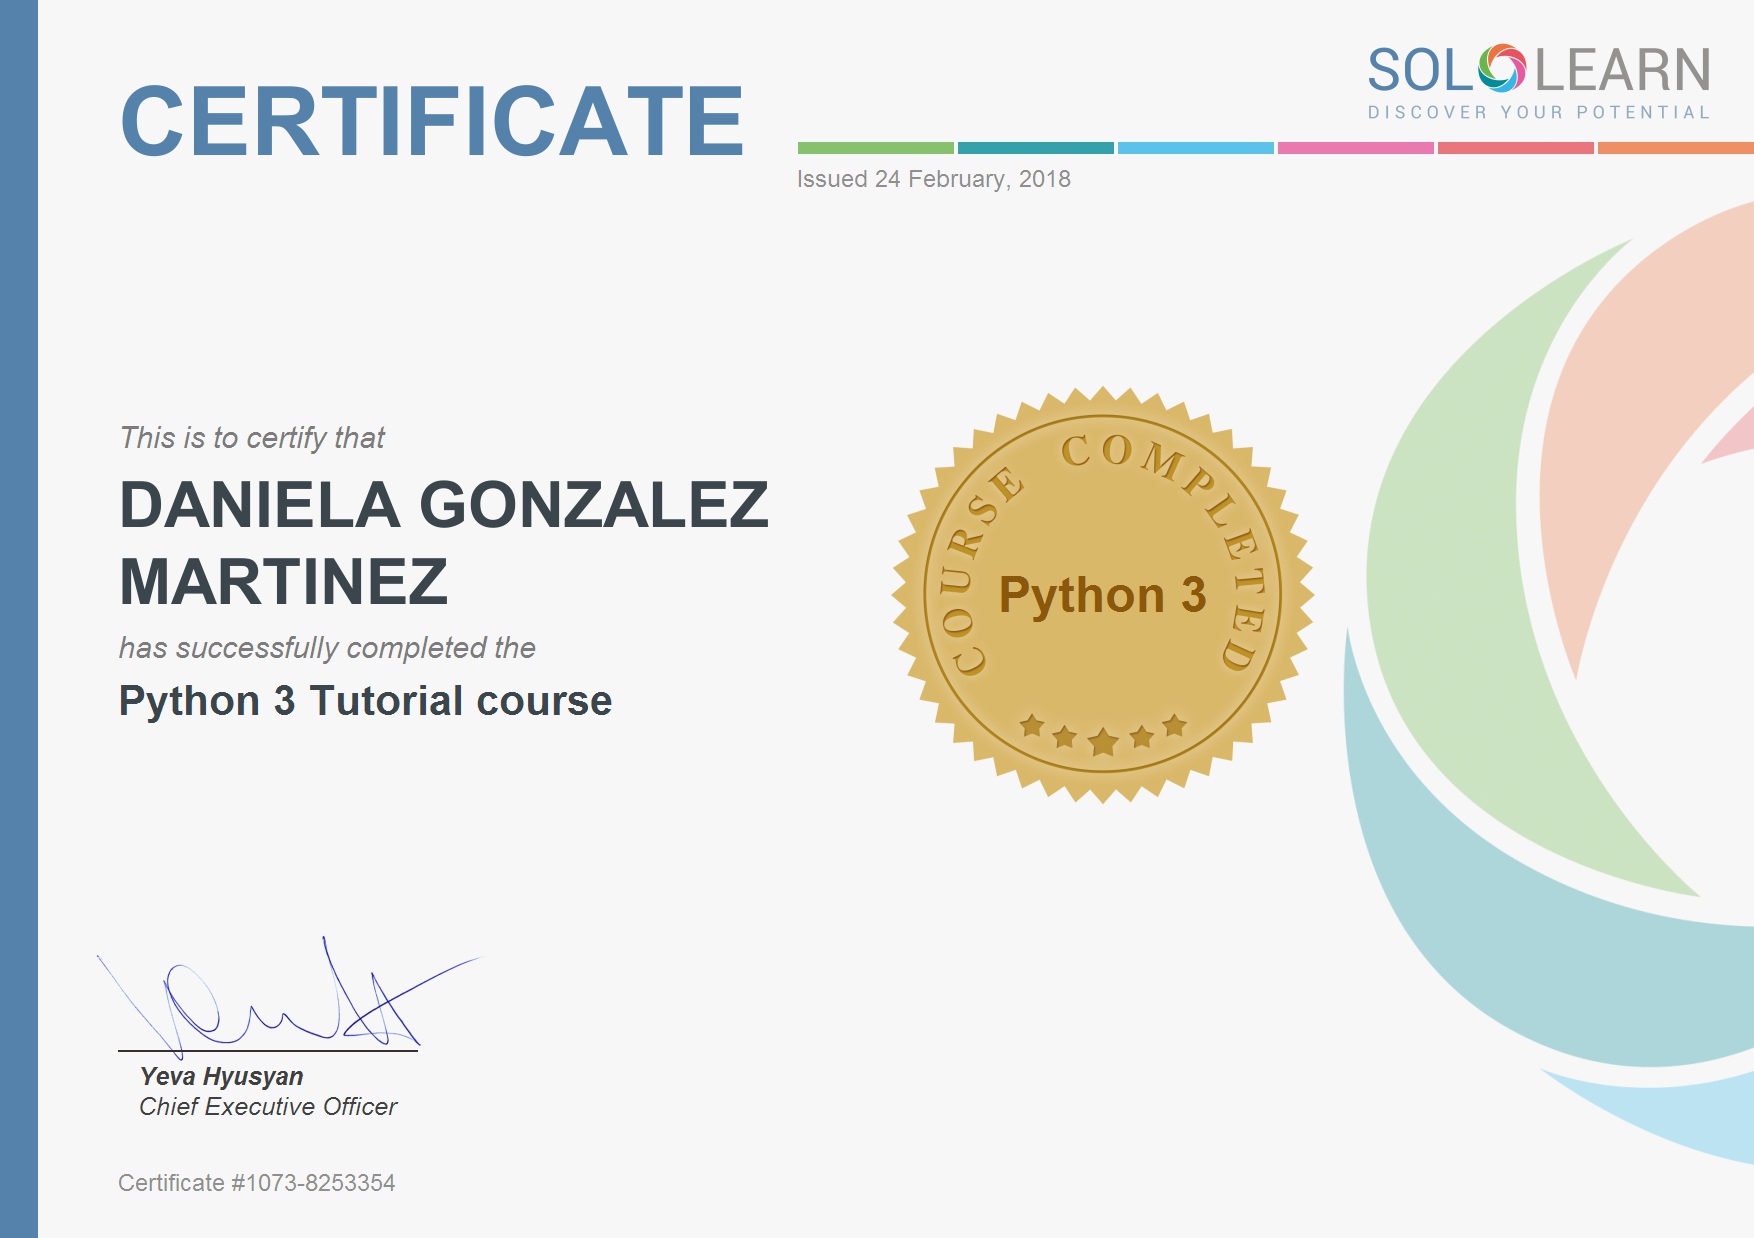 SOLOLEARN
DISCOVER YOUR POTENTIAL
CERTIFICATE
Issued 24 February, 2018
This is to certify that
DANIELA GONZALEZ
MARTINEZ
has successfully completed the
Python 3 Tutorial course
COURSE COMPLETED
Python 3
Yeva Hyusyan
Chief Executive Officer
Certificate #1073-8253354